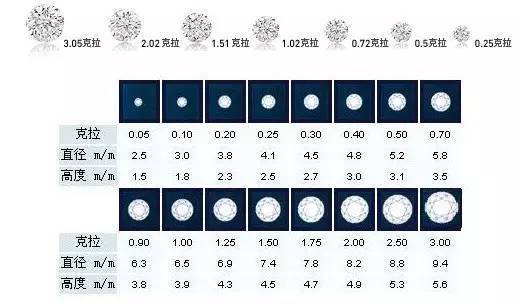 3.05克拉 2.02克拉 1.51克拉 1.02克拉 0.72克拉 0.5克拉 0.25克拉
克拉 0.05 0.10 0.20 0.25 0.30 0.40 0.50 0.70
直径 m/m 2.5 3.0 3.8 4.1 4.5 4.8 5.2 5.8
高度 m/m 1.5 1.8 2.3 2.5 2.7 3.0 3.1 3.5
克拉 0.90 1.00 1.25 1.50 1.75 2.00 2.50 3.00
直径 m/m 6.3 6.5 6.9 7.4 7.8 8.2 8.8 9.4
高度 m/m 3.8 3.9 4.3 4.5 4.7 4.9 5.3 5.6